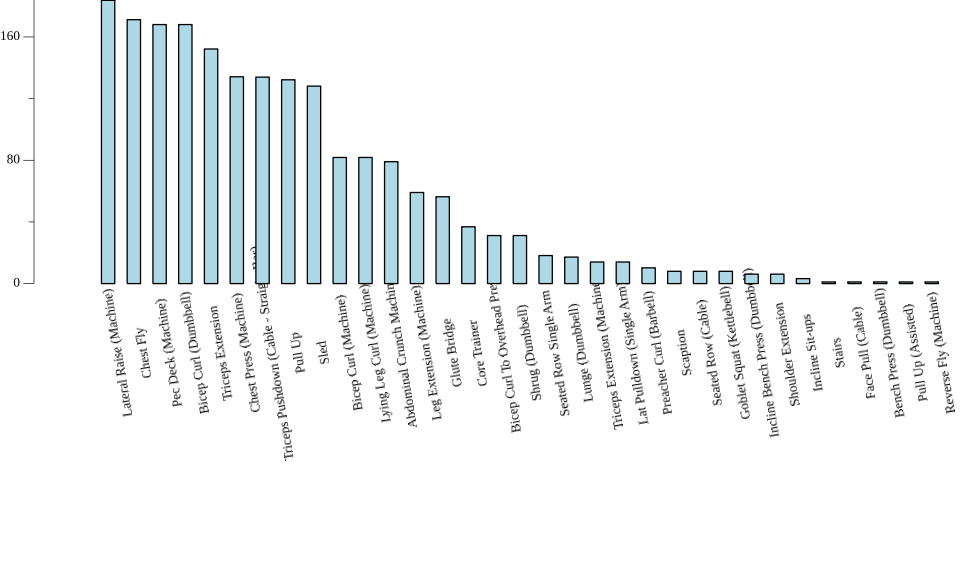 160
80
0
Lateral Raise (Machine)
Chest Fly
Pec Deck (Machine)
Bicep Curl (Dumbbell)
Triceps Extension
Chest Press (Machine)
Triceps Pushdown (Cable - Straig
Pull Up
Sled
Bicep Curl (Machine)
Lying Leg Curl (Machine)
Abdominal Crunch Machin
Leg Extension (Machine)
Glute Bridge
Core Trainer
Bicep Curl To Overhead Pre
Shrug (Dumbbell)
Seated Row Single Arm
Lunge (Dumbbell)
Triceps Extension (Machine
Lat Pulldown (Single Arm)
Preacher Curl (Barbell)
Scaption
Seated Row (Cable)
Goblet Squat (Kettlebell)
Incline Bench Press (Dumbbell)
Shoulder Extension
Incline Sit-ups
Stairs
Face Pull (Cable)
Bench Press (Dumbbell)
Pull Up (Assisted)
Reverse Fly (Machine)